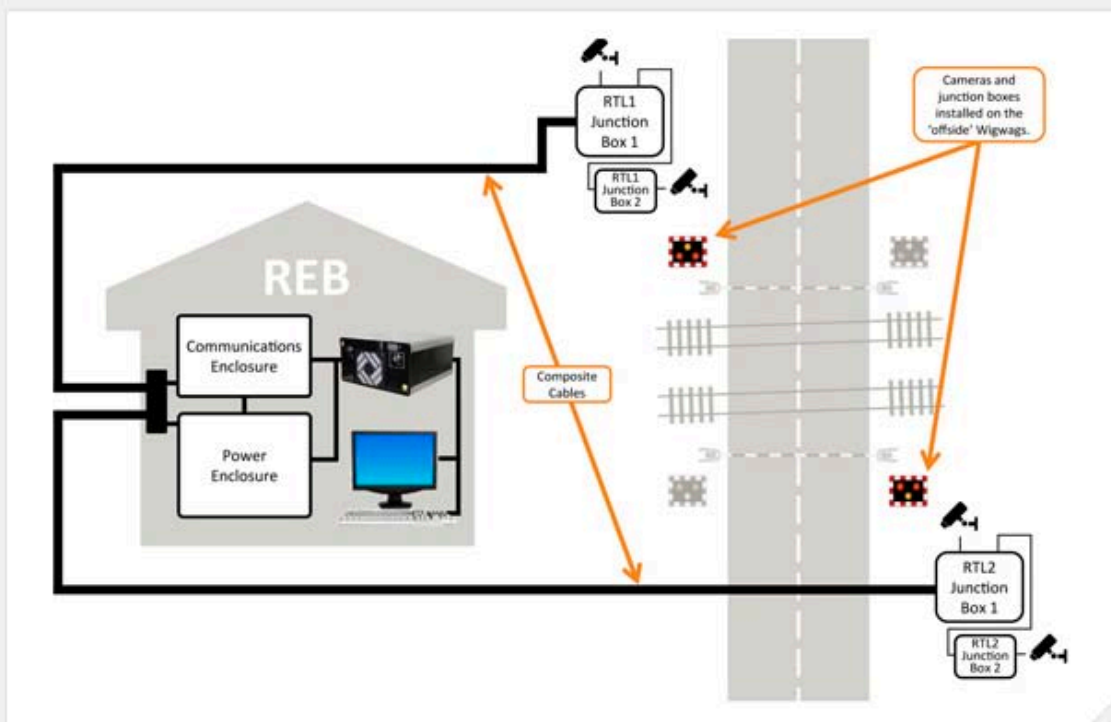 RTL1
Junction
Box 1
RTL1
Junction
Box 2
Cameras and
junction boxes
installed on the
'offside' Wigwags.
REB
Communications
Enclosure
Power
Enclosure
Composite
Cables
RTL2
Junction
Box 1
RTL2
Junction
Box 2